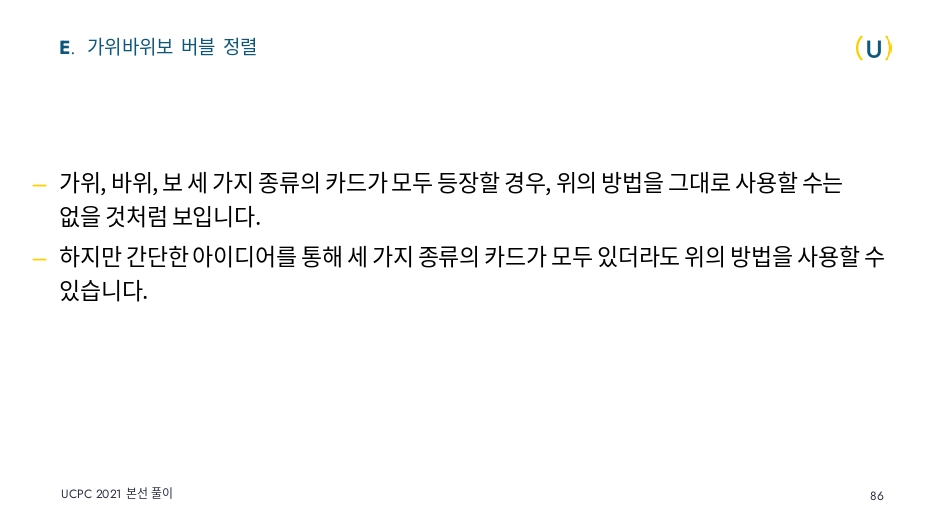 E. 가위바위보 버블 정렬
(U)
– 가위, 바위, 보 세 가지 종류의 카드가 모두 등장할 경우, 위의 방법을 그대로 사용할 수는
없을 것처럼 보입니다.
– 하지만 간단한 아이디어를 통해 세 가지 종류의 카드가 모두 있더라도 위의 방법을 사용할 수
있습니다.
UCPC 2021 본선 풀이
86